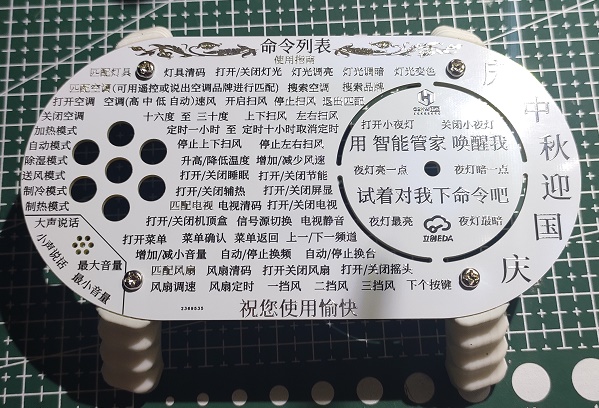 命令列表
使用指南
匹配灯具 灯具清码 打开/关闭灯光 灯光调亮 灯光调暗 灯光变色
匹配空调(可用遥控或说出空调品牌进行匹配) 搜索空调 搜索品牌
打开空调 空调(高 中 低 自动)速风 开启扫风 停止扫风 退出匹配
关闭空调 十六度 至 三十度 上下扫风 左右扫风
加热模式 定时一小时 至 定时十小时取消定时
自动模式 停止上下扫风 停止左右扫风
除湿模式 升高/降低温度 增加/减少风速
送风模式 打开/关闭睡眠 打开/关闭节能
制冷模式 打开/关闭辅热 打开/关闭屏显
制热模式 匹配电视 电视清码 打开/关闭电视
大声说话 打开/关闭机顶盒 信号源切换 电视静音
小声说话 打开菜单 菜单确认 菜单返回 上一/下一频道
最大音量 增加/减小音量 自动/停止换频 自动/停止换台
最小音量 匹配风扇 风扇清码 打开关闭风扇 打开/关闭摇头
风扇调速 风扇定时 一挡风 二挡风 三挡风 下个按键
2369535
祝您使用愉快
打开小夜灯 关闭小夜灯
用 智能管家 唤醒我
夜灯亮一点 夜灯暗一点
试着对我下命令吧
夜灯最亮 夜灯最暗
立创EDA
庆中秋迎国庆